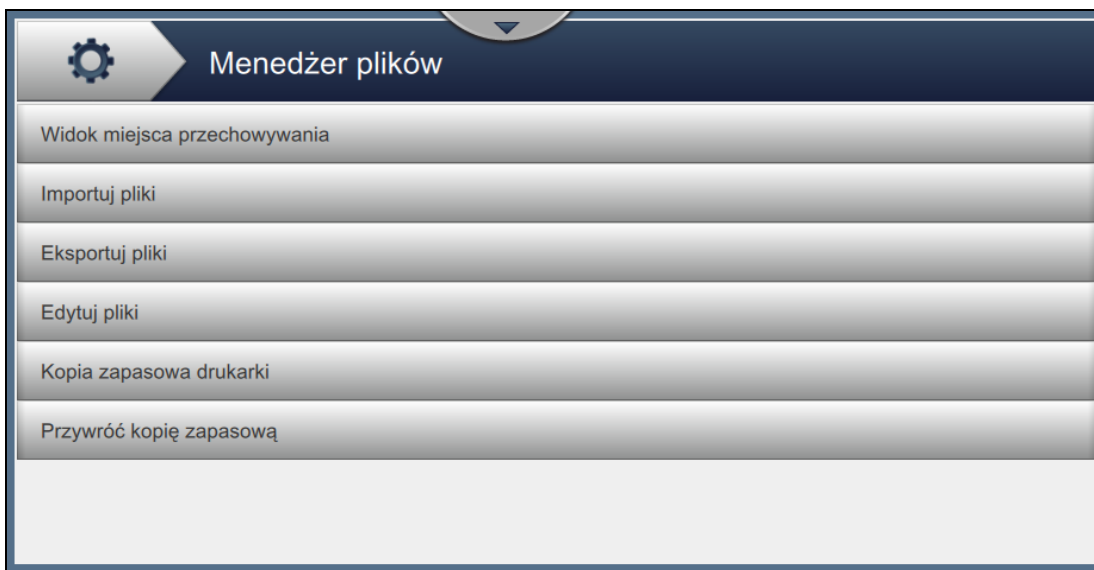 Menedżer plików
Widok miejsca przechowywania
Importuj pliki
Eksportuj pliki
Edytuj pliki
Kopia zapasowa drukarki
Przywróć kopię zapasową